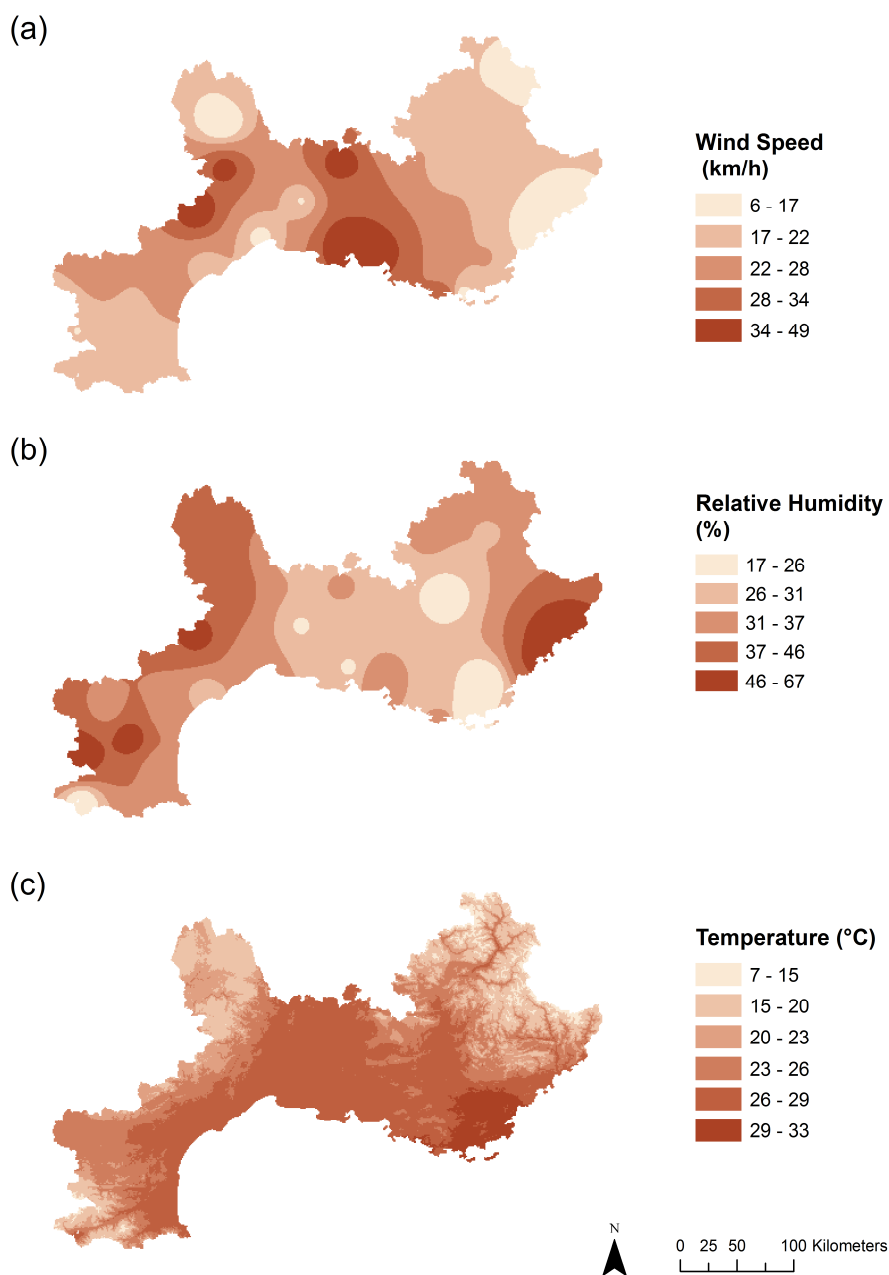 (a)
Wind Speed
(km/h)
6 - 17
17 - 22
22 - 28
28 - 34
34 - 49
(b)
Relative Humidity
(%)
17 - 26
26 - 31
31 - 37
37 - 46
46 - 67
(c)
Temperature (°C)
7 - 15
15 - 20
20 - 23
23 - 26
26 - 29
29 - 33
N
0 25 50 100 Kilometers